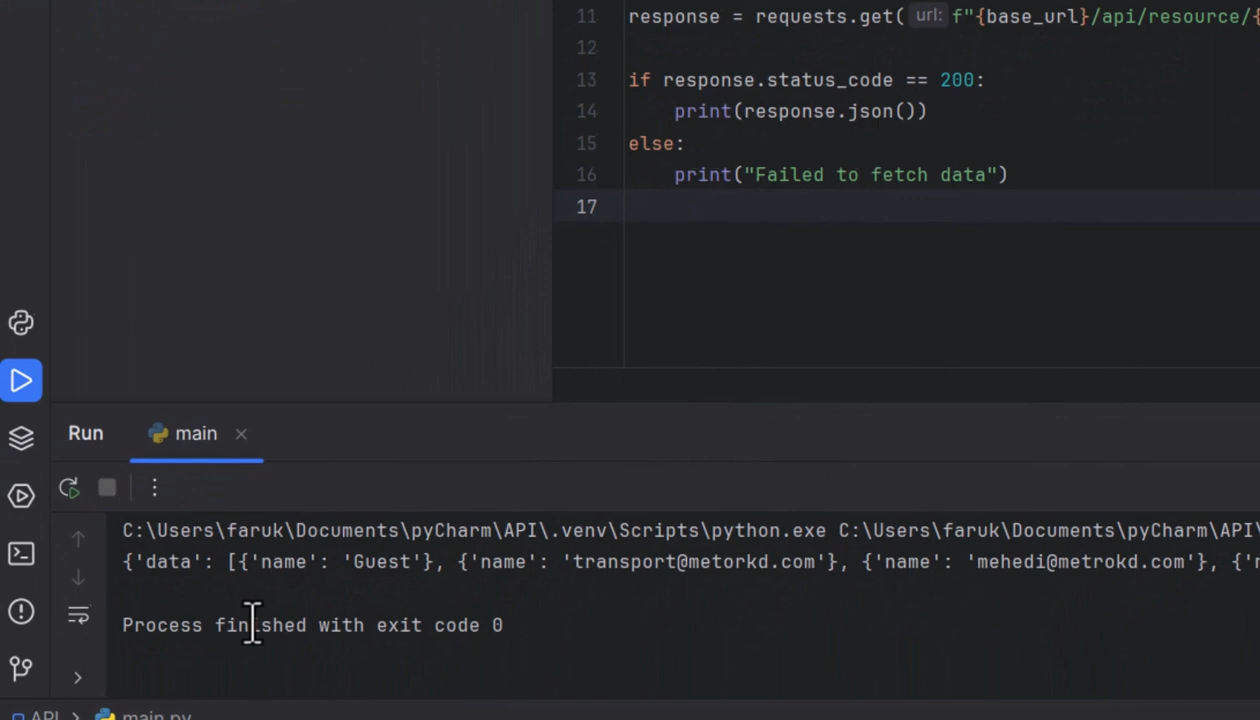 11 response = requests.get( url: f"{base_url}/api/resource/{
12
13 if response.status_code == 200:
14 print(response.json())
15 else:
16 print("Failed to fetch data")
17
Run main
C:\Users\faruk\Documents\pyCharm\API\.venv\Scripts\python.exe C:\Users\faruk\Documents\pyCharm\API\
{'data': [{'name': 'Guest'}, {'name': 'transport@metorkd.com'}, {'name': 'mehedi@metrokd.com'}, {'n
Process finished with exit code 0
API > main.py